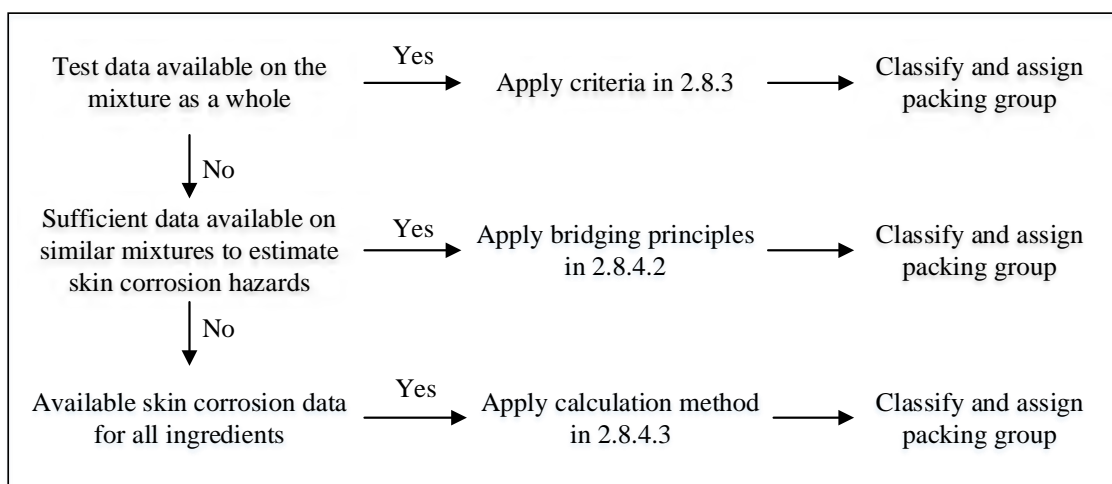 Test data available on the
mixture as a whole
Yes
Apply criteria in 2.8.3
Classify and assign
packing group
No
Sufficient data available on
similar mixtures to estimate
skin corrosion hazards
Yes
Apply bridging principles
in 2.8.4.2
Classify and assign
packing group
No
Available skin corrosion data
for all ingredients
Yes
Apply calculation method
in 2.8.4.3
Classify and assign
packing group